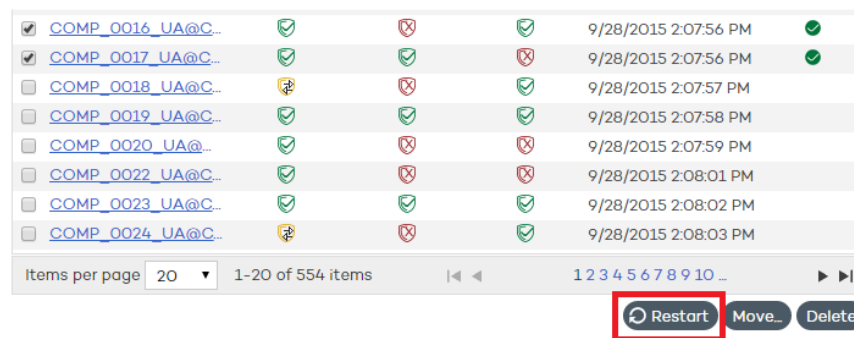 COMP_0016_UA@C... 9/28/2015 2:07:56 PM
COMP_0017_UA@C... 9/28/2015 2:07:56 PM
COMP_0018_UA@C... 9/28/2015 2:07:57 PM
COMP_0019_UA@C... 9/28/2015 2:07:58 PM
COMP_0020_UA@... 9/28/2015 2:07:59 PM
COMP_0022_UA@C... 9/28/2015 2:08:01 PM
COMP_0023_UA@C... 9/28/2015 2:08:02 PM
COMP_0024_UA@C... 9/28/2015 2:08:03 PM
Items per page 20 1-20 of 554 items 1 2 3 4 5 6 7 8 9 10 ...
Restart Move... Delete